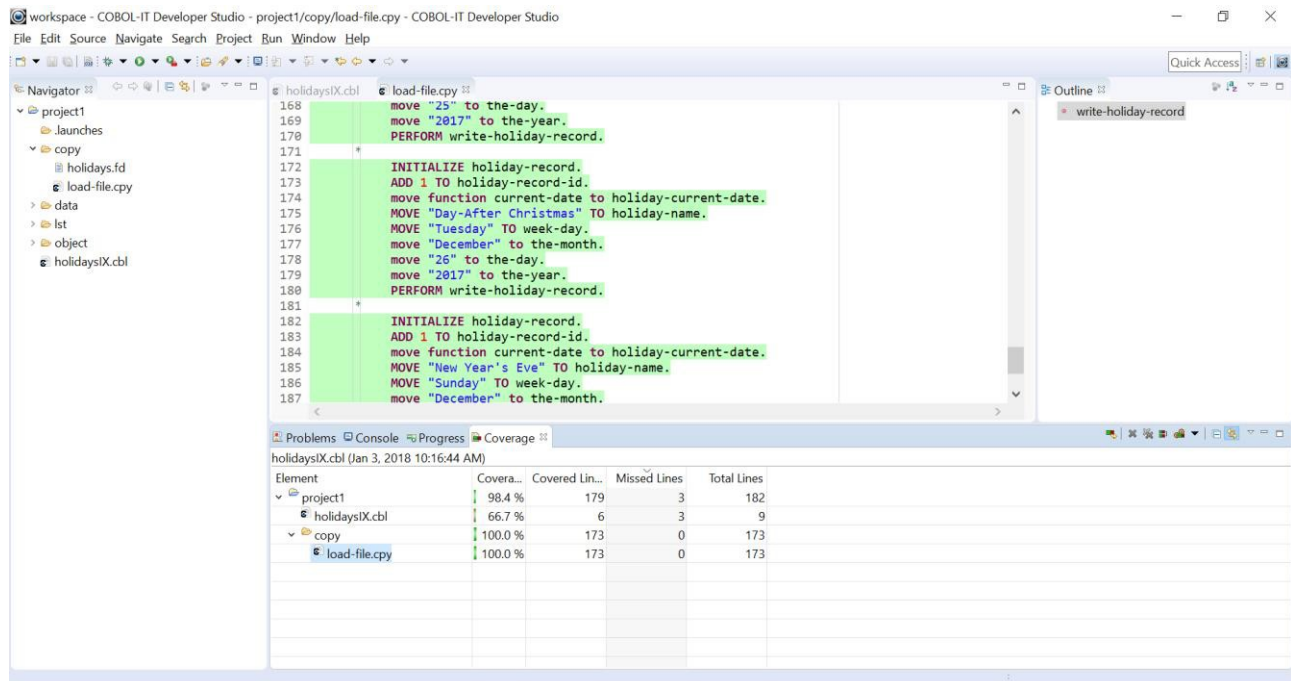 workspace - COBOL-IT Developer Studio - project1/copy/load-file.cpy - COBOL-IT Developer Studio
File Edit Source Navigate Search Project Run Window Help
Quick Access
Navigator
project1
.launches
copy
holidays.fd
load-file.cpy
data
lst
object
holidaysIX.cbl
holidaysIX.cbl load-file.cpy
168 move "25" to the-day.
169 move "2017" to the-year.
170 PERFORM write-holiday-record.
171 *
172 INITIALIZE holiday-record.
173 ADD 1 TO holiday-record-id.
174 move function current-date to holiday-current-date.
175 MOVE "Day-After Christmas" TO holiday-name.
176 MOVE "Tuesday" TO week-day.
177 move "December" to the-month.
178 move "26" to the-day.
179 move "2017" to the-year.
180 PERFORM write-holiday-record.
181 *
182 INITIALIZE holiday-record.
183 ADD 1 TO holiday-record-id.
184 move function current-date to holiday-current-date.
185 MOVE "New Year's Eve" TO holiday-name.
186 MOVE "Sunday" TO week-day.
187 move "December" to the-month.
Outline
write-holiday-record
Problems Console Progress Coverage
holidaysIX.cbl (Jan 3, 2018 10:16:44 AM)
Element Covera... Covered Lin... Missed Lines Total Lines
project1 98.4 % 179 3 182
holidaysIX.cbl 66.7 % 6 3 9
copy 100.0 % 173 0 173
load-file.cpy 100.0 % 173 0 173